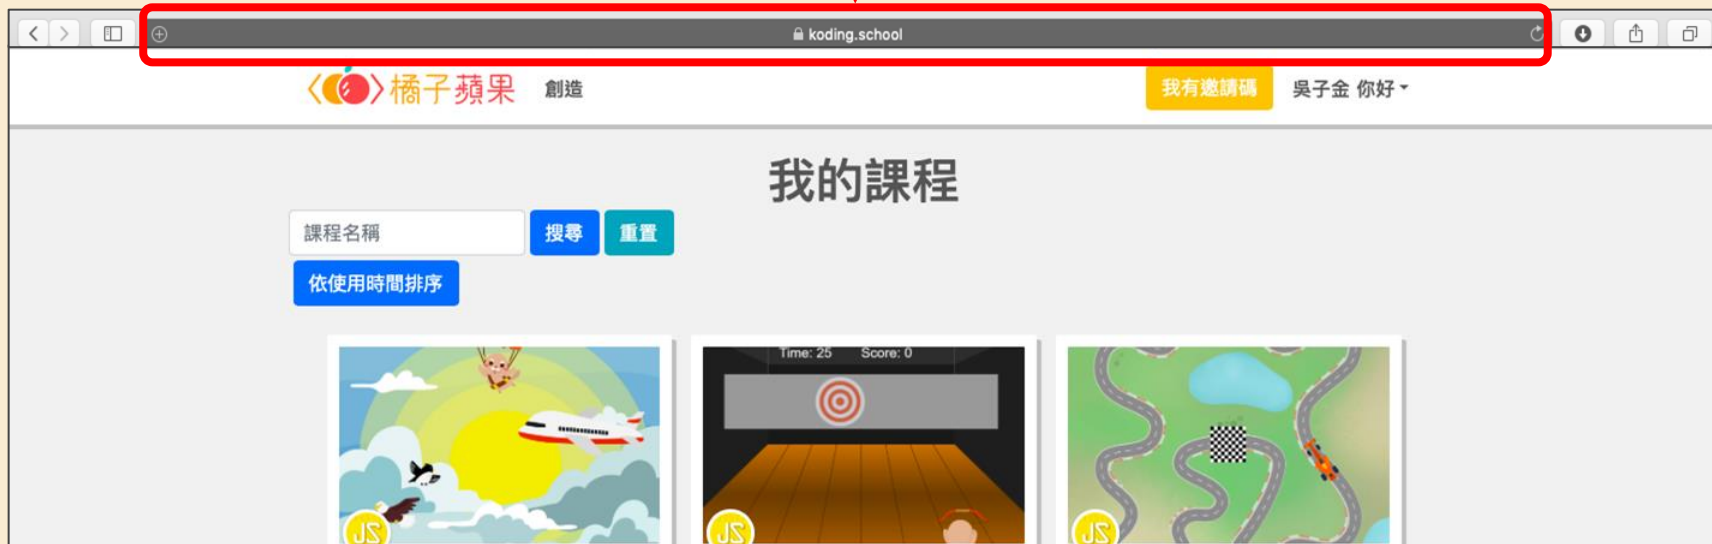 koding.school
橘子蘋果 創造 我有邀請碼 吳子金 你好
我的課程
課程名稱 搜尋 重置
依使用時間排序
Time: 25 Score: 0
JS JS JS